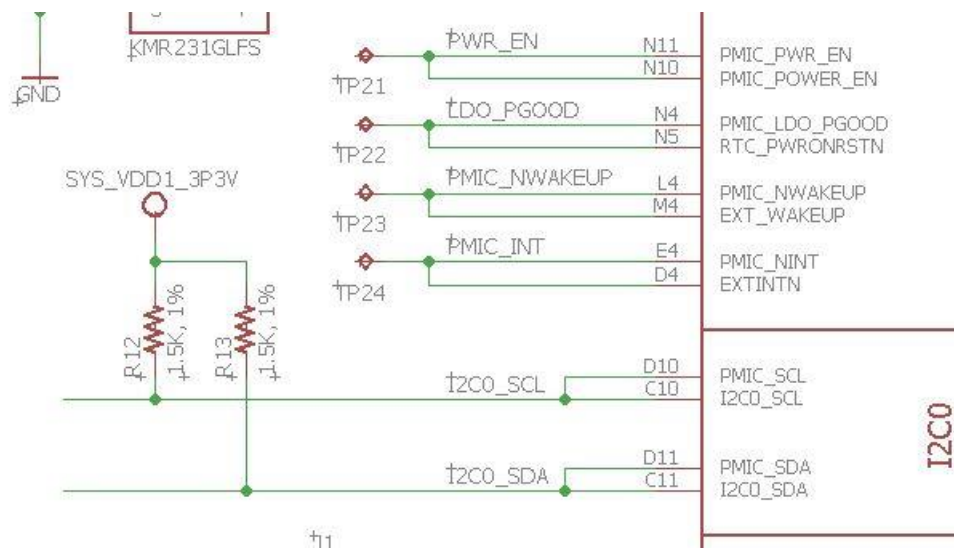 KMR231GLFS
GND
PWR_EN
N11
PMIC_PWR_EN
N10
PMIC_POWER_EN
TP21
LDO_PGOOD
N4
PMIC_LDO_PGOOD
N5
RTC_PWRONRSTN
TP22
SYS_VDD1_3P3V
PMIC_NWAKEUP
L4
PMIC_NWAKEUP
M4
EXT_WAKEUP
TP23
PMIC_INT
E4
PMIC_NINT
D4
EXTINTN
TP24
R12
1.5K, 1%
R13
1.5K, 1%
I2C0_SCL
D10
PMIC_SCL
C10
I2C0_SCL
I2C0
I2C0_SDA
D11
PMIC_SDA
C11
I2C0_SDA